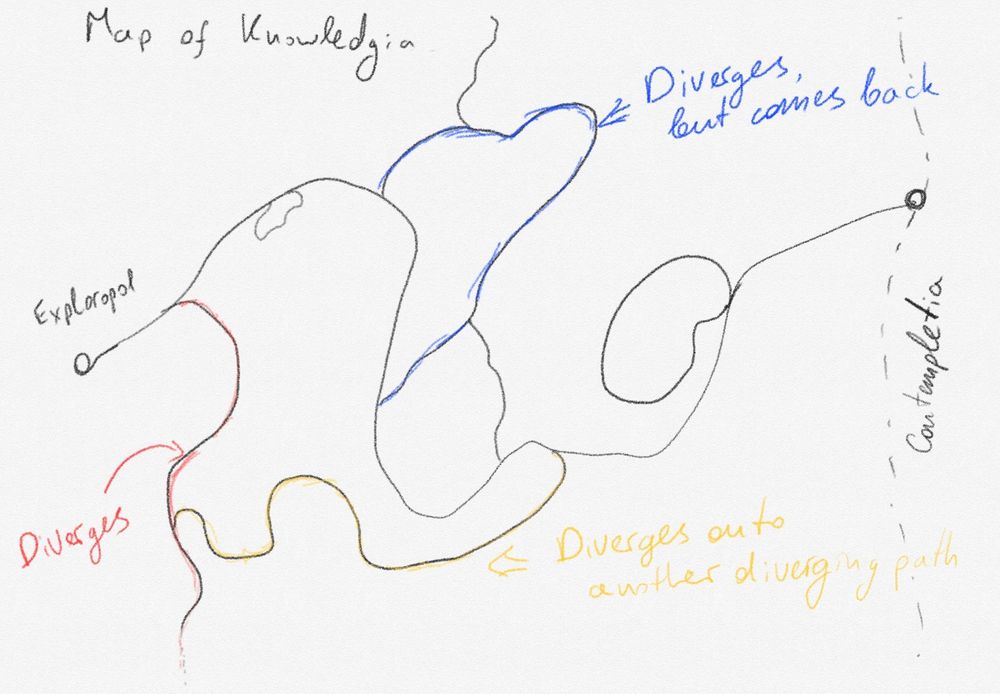 Map of Knowledgia
Diverges,
but comes back
Exploropol
Contempletia
Diverges
Diverges onto
another diverging path